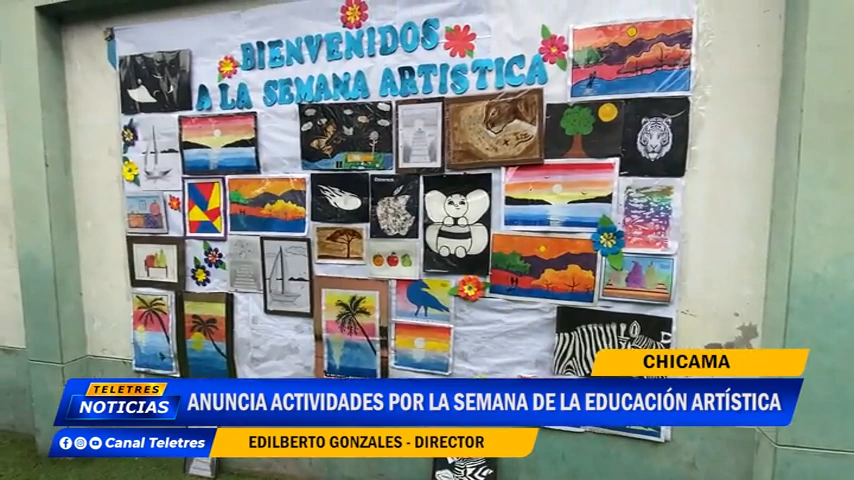 BIENVENIDOS
A LA SEMANA ARTÍSTICA
CHICAMA
TELETRES
NOTICIAS
ANUNCIA ACTIVIDADES POR LA SEMANA DE LA EDUCACIÓN ARTÍSTICA
Canal Teletres
EDILBERTO GONZALES - DIRECTOR